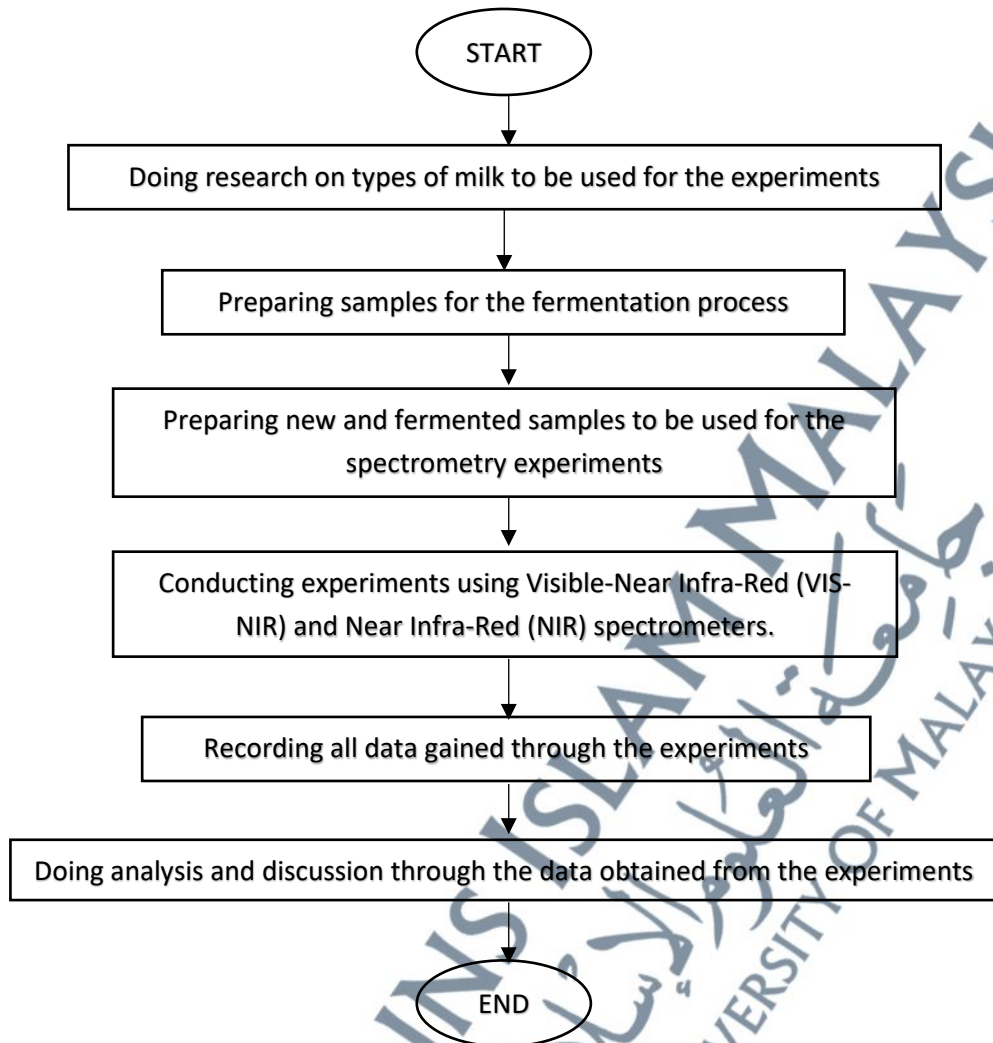 START
Doing research on types of milk to be used for the experiments
Preparing samples for the fermentation process
Preparing new and fermented samples to be used for the
spectrometry experiments
Conducting experiments using Visible-Near Infra-Red (VIS-
NIR) and Near Infra-Red (NIR) spectrometers.
Recording all data gained through the experiments
Doing analysis and discussion through the data obtained from the experiments
END
ISLAM
OF